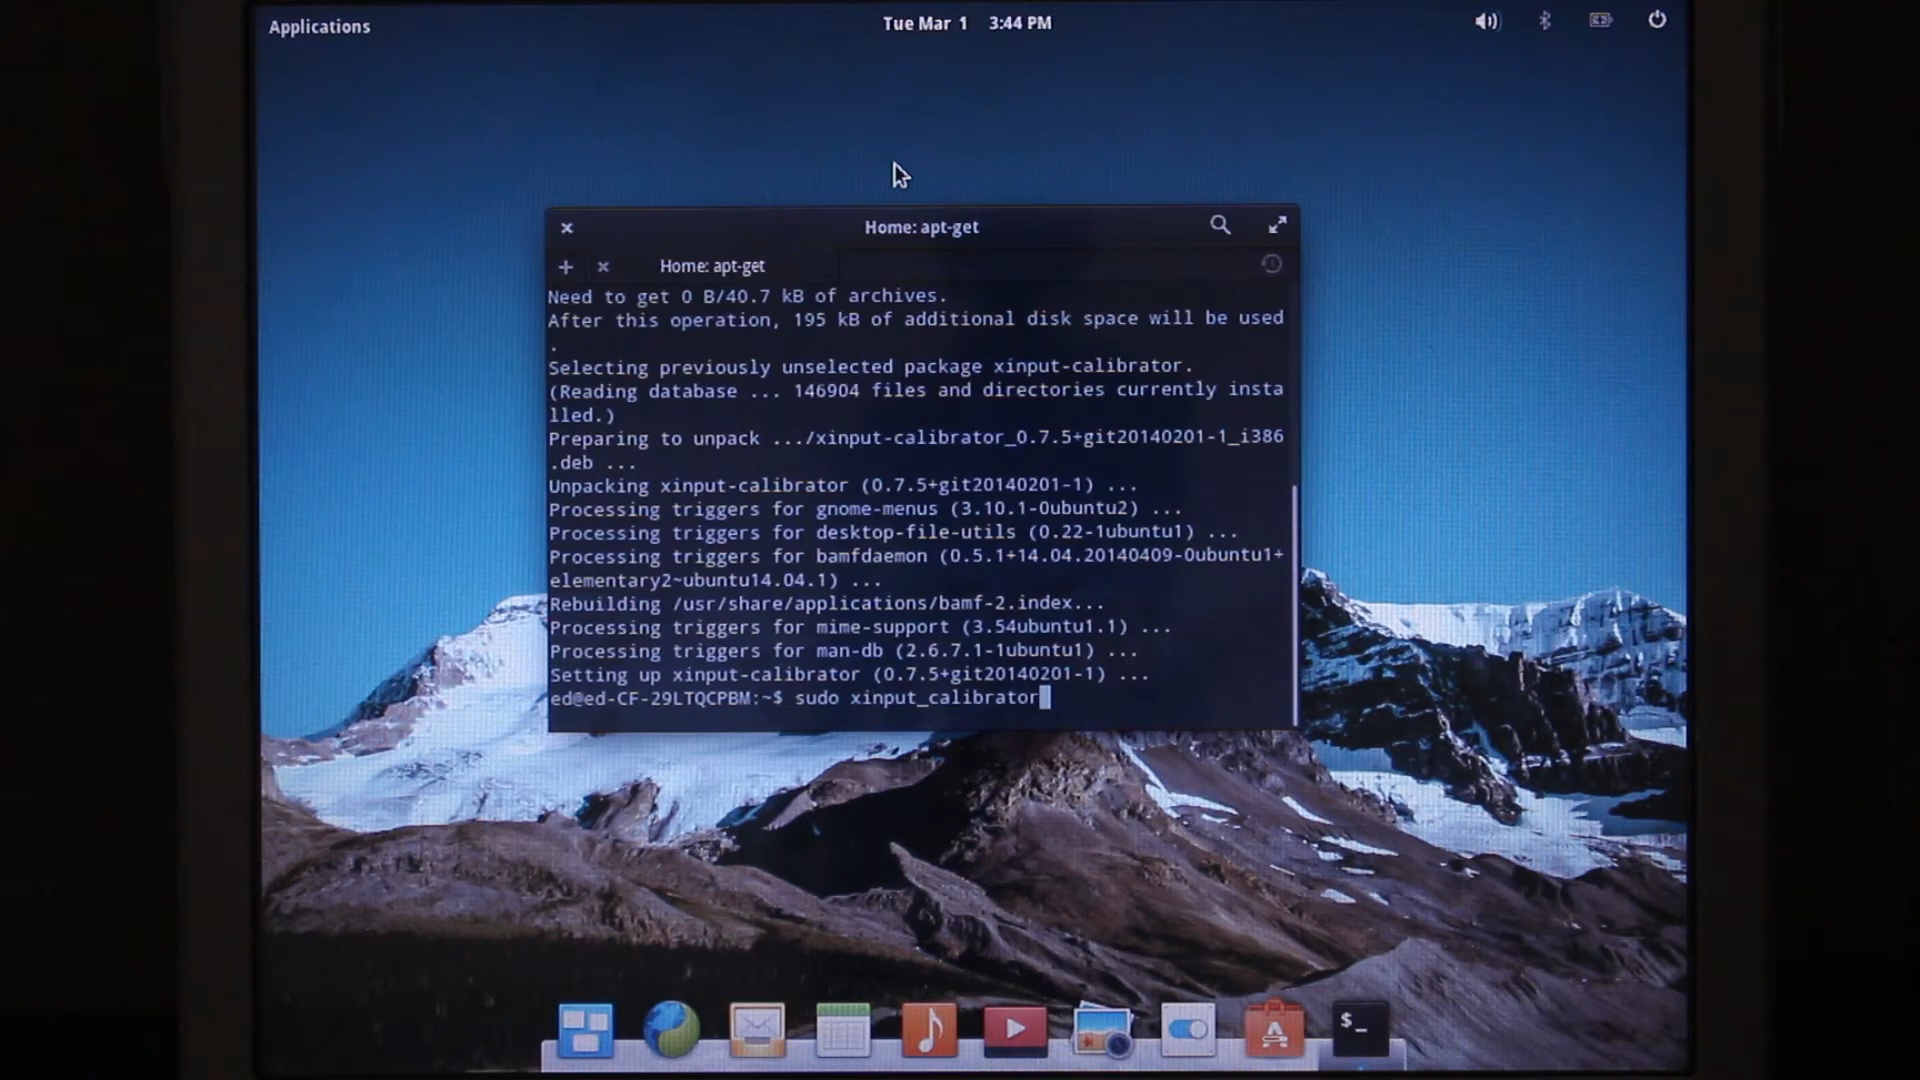 Applications
Tue Mar 1 3:44 PM
Home: apt-get
Home: apt-get
Need to get 0 B/40.7 kB of archives.
After this operation, 195 kB of additional disk space will be used
.
Selecting previously unselected package xinput-calibrator.
(Reading database ... 146904 files and directories currently insta
lled.)
Preparing to unpack .../xinput-calibrator_0.7.5+git20140201-1_i386
.deb ...
Unpacking xinput-calibrator (0.7.5+git20140201-1) ...
Processing triggers for gnome-menus (3.10.1-0ubuntu2) ...
Processing triggers for desktop-file-utils (0.22-1ubuntu1) ...
Processing triggers for bamfdaemon (0.5.1+14.04.20140409-0ubuntu1+
elementary2~ubuntu14.04.1) ...
Rebuilding /usr/share/applications/bamf-2.index...
Processing triggers for mime-support (3.54ubuntu1.1) ...
Processing triggers for man-db (2.6.7.1-1ubuntu1) ...
Setting up xinput-calibrator (0.7.5+git20140201-1) ...
ed@ed-CF-29LTQCPBM:~$ sudo xinput_calibrator
$_